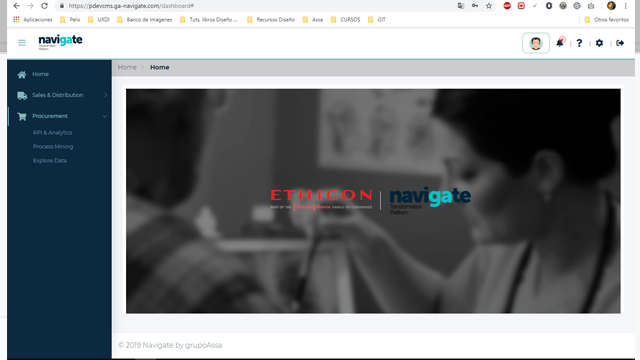 https://pdevcms.ga-navigate.com/dashboard#
Aplicaciones Pelis UXDI Banco de Imagenes Tuts, libros Diseño ... Recursos Diseño Assa CURSOS GIT Otros favoritos
navigate
Transformation
Platform
Home Home
Home
Sales & Distribution
Procurement
KPI & Analytics
Process Mining
Explore Data
ETHICON
PART OF THE Johnson & Johnson FAMILY OF COMPANIES
navigate
Transformation
Platform
© 2019 Navigate by grupoAssa